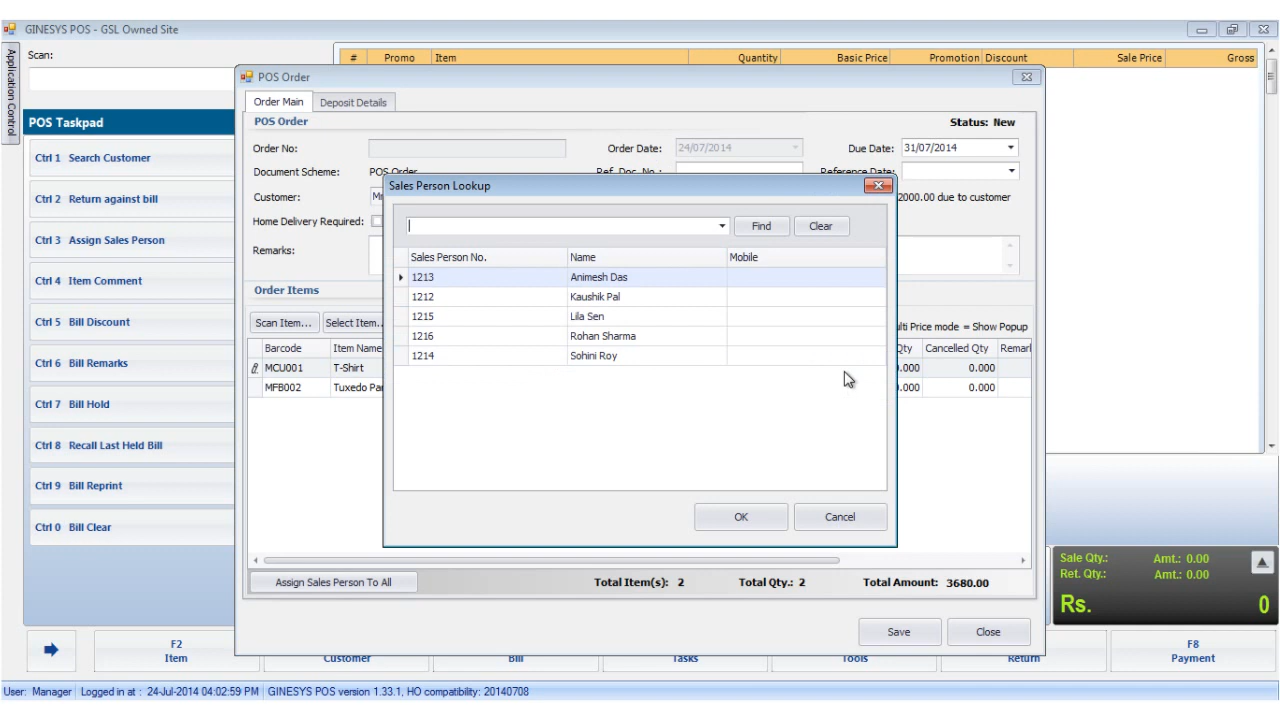 GINESYS POS - GSL Owned Site
Application Control
Scan:
# Promo Item Quantity Basic Price Promotion Discount Sale Price Gross
POS Taskpad
Ctrl 1 Search Customer
Ctrl 2 Return against bill
Ctrl 3 Assign Sales Person
Ctrl 4 Item Comment
Ctrl 5 Bill Discount
Ctrl 6 Bill Remarks
Ctrl 7 Bill Hold
Ctrl 8 Recall Last Held Bill
Ctrl 9 Bill Reprint
Ctrl 0 Bill Clear
POS Order
Order Main Deposit Details
POS Order Status: New
Order No: Order Date: 24/07/2014 Due Date: 31/07/2014
Document Scheme: POS Order Ref. Doc. No.: Reference Date:
Customer: 2000.00 due to customer
Home Delivery Required:
Remarks:
Order Items
Scan Item... Select Item.. Price mode = Show Popup
Barcode Item Name Qty Cancelled Qty
MCU001 T-Shirt .000 0.000
MFB002 Tuxedo .000 0.000
Sales Person Lookup
Find Clear
Sales Person No. Name Mobile
1213 Animesh Das
1212 Kaushik Pal
1215 Lila Sen
1216 Rohan Sharma
1214 Sohini Roy
OK Cancel
Assign Sales Person To All Total Item(s): 2 Total Qty.: 2 Total Amount: 3680.00
Save Close
Sale Qty.: Amt.: 0.00
Ret. Qty.: Amt.: 0.00
Rs. 0
F2
Item Customer Bill Tasks Tools Return
F8
Payment
User: Manager Logged in at : 24-Jul-2014 04:02:59 PM GINESYS POS version 1.33.1, HO compatibility: 20140708